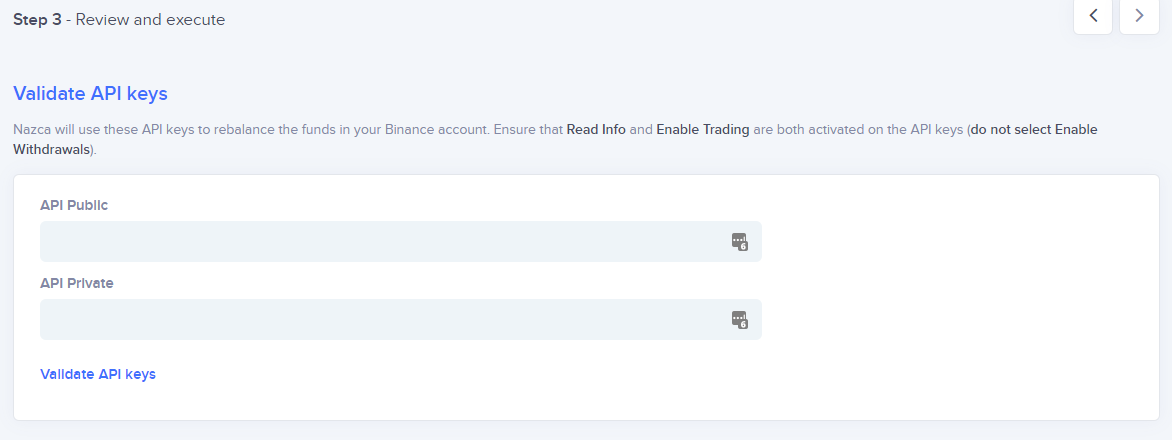 Step 3 - Review and execute
Validate API keys
Nazca will use these API keys to rebalance the funds in your Binance account. Ensure that Read Info and Enable Trading are both activated on the API keys (do not select Enable
Withdrawals).
API Public
6
API Private
6
Validate API keys